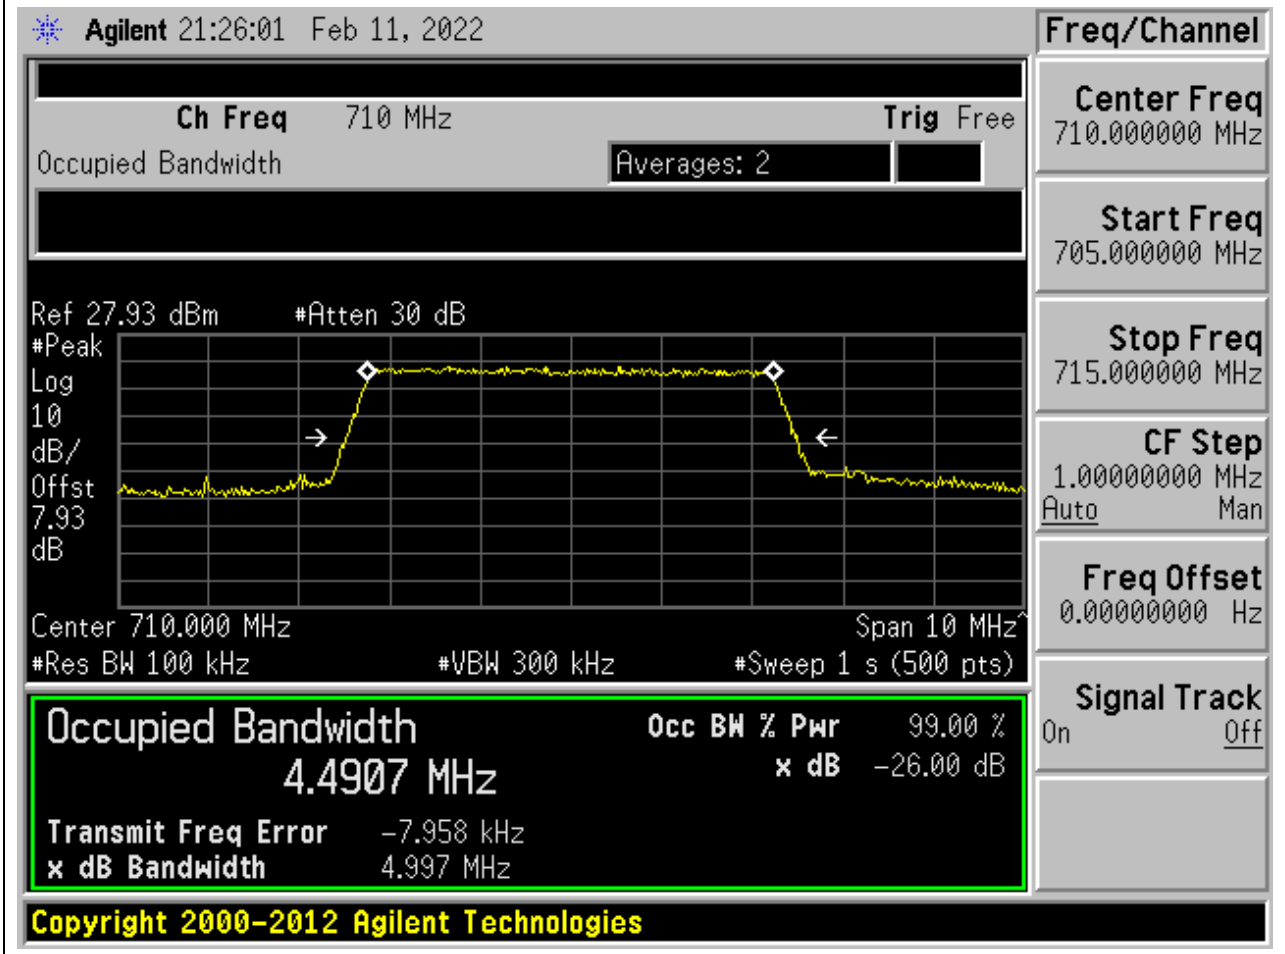 Agilent 21:26:01 Feb 11, 2022
Freq/Channel
Ch Freq 710 MHz Trig Free
Occupied Bandwidth Averages: 2
Center Freq
710.000000 MHz
Start Freq
705.000000 MHz
Stop Freq
715.000000 MHz
CF Step
1.00000000 MHz
Auto Man
Freq Offset
0.00000000 Hz
Signal Track
On Off
Ref 27.93 dBm #Atten 30 dB
#Peak
Log
10
dB/
Offst
7.93
dB
Center 710.000 MHz Span 10 MHz^
#Res BW 100 kHz #VBW 300 kHz #Sweep 1 s (500 pts)
Occupied Bandwidth Occ BW % Pwr 99.00 %
4.4907 MHz x dB -26.00 dB
Transmit Freq Error -7.958 kHz
x dB Bandwidth 4.997 MHz
Copyright 2000-2012 Agilent Technologies